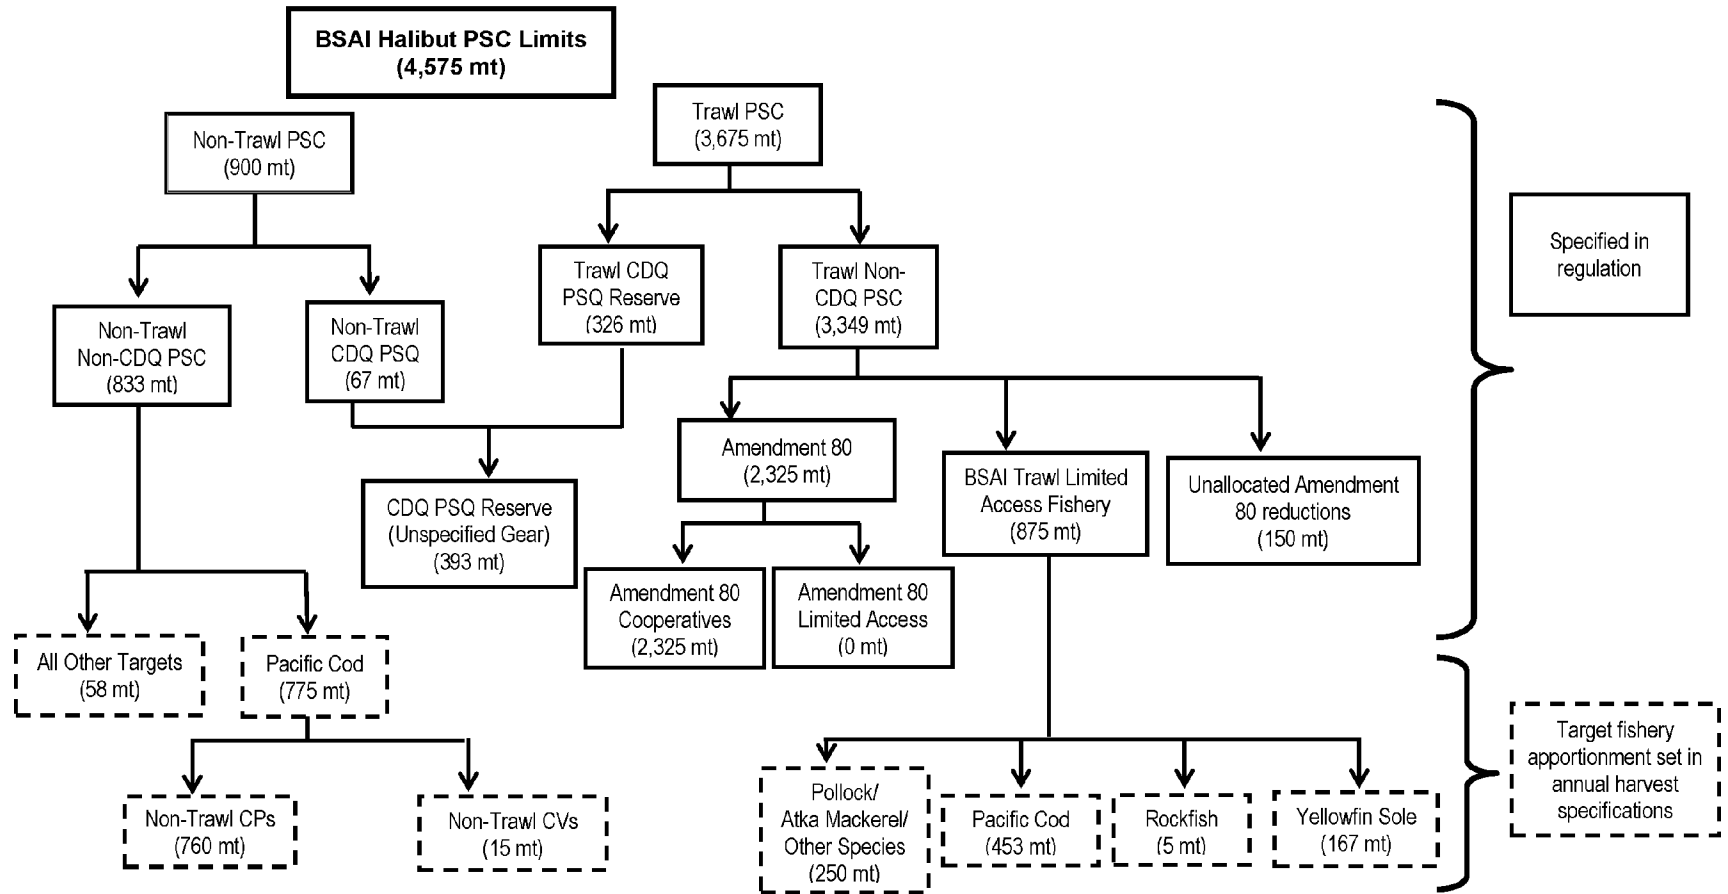 BSAI Halibut PSC Limits
(4,575 mt)
Trawl PSC
(3,675 mt)
Non-Trawl PSC
(900 mt)
Specified in
regulation
Trawl CDQ
PSQ Reserve
(326 mt)
Trawl Non-
CDQ PSC
(3,349 mt)
Non-Trawl
Non-CDQ PSC
(833 mt)
Non-Trawl
CDQ PSQ
(67 mt)
Amendment 80
(2,325 mt)
BSAI Trawl Limited
Access Fishery
(875 mt)
Unallocated Amendment
80 reductions
(150 mt)
CDQ PSQ Reserve
(Unspecified Gear)
(393 mt)
Amendment 80
Cooperatives
(2,325 mt)
Amendment 80
Limited Access
(0 mt)
All Other Targets
(58 mt)
Pacific Cod
(775 mt)
Target fishery
apportionment set in
annual harvest
specifications
Non-Trawl CPs
(760 mt)
Non-Trawl CVs
(15 mt)
Pollock/
Atka Mackerel/
Other Species
(250 mt)
Pacific Cod
(453 mt)
Rockfish
(5 mt)
Yellowfin Sole
(167 mt)